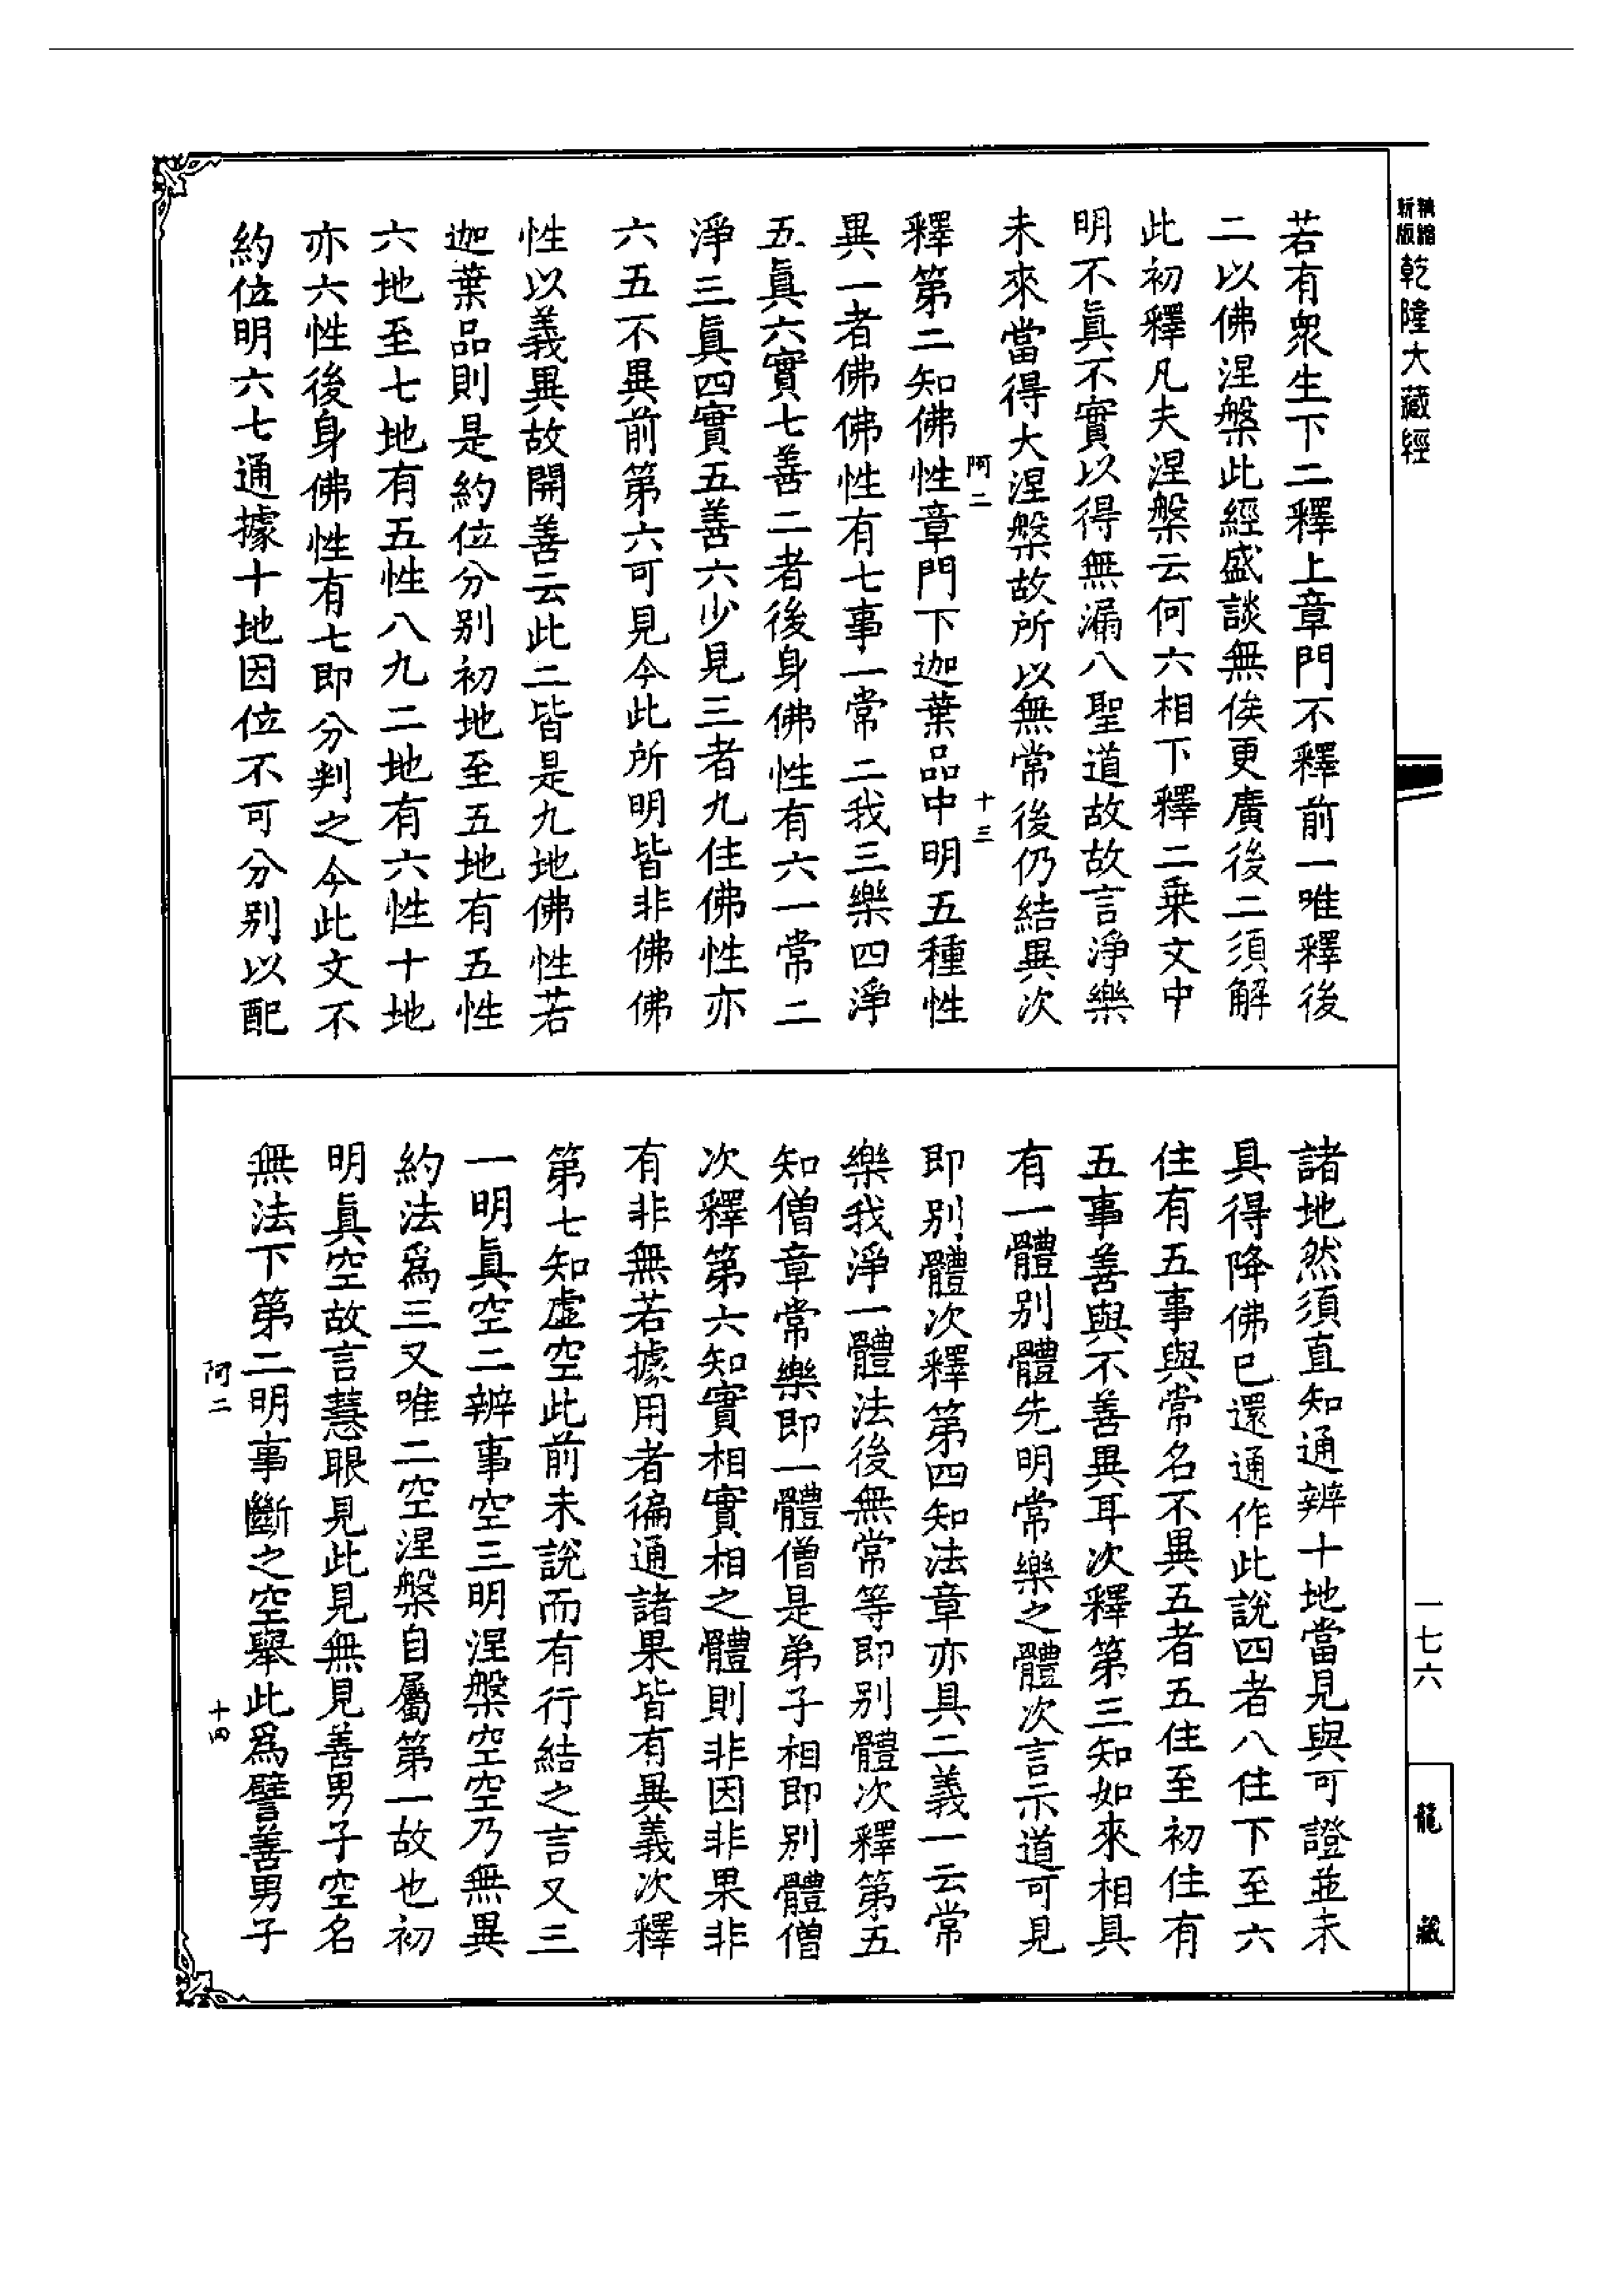 精縮新版乾隆大藏經
若有眾生下二釋上章門不釋前一唯釋後
二以佛涅槃此經盛談無俟更廣後二須解
此初釋凡夫涅槃云何六相下釋二乘文中
明不真不實以得無漏八聖道故故言淨樂
未來當得大涅槃故所以無常後仍結異次
阿二 十三
釋第二知佛性章門下迦葉品中明五種性
異一者佛佛性有七事一常二我三樂四淨
五真六實七善二者後身佛性有六一常二
淨三真四實五善六少見三者九住佛性亦
六五不異前第六可見今此所明皆非佛佛
性以義異故開善云此二皆是九地佛性若
迦葉品則是約位分別初地至五地有五性
六地至七地有五性八九二地有六性十地
亦六性後身佛性有七即分判之今此文不
約位明六七通據十地因位不可分別以配
諸地然須直知通辨十地當見與可證並未
具得降佛已還通作此說四者八住下至六
住有五事與常名不異五者五住至初住有
五事善與不善異耳次釋第三知如來相具
有一體別體先明常樂之體次言示道可見
即別體次釋第四知法章亦具二義一云常
樂我淨一體法後無常等即別體次釋第五
知僧章常樂即一體僧是弟子相即別體僧
次釋第六知實相實相之體則非因非果非
有非無若據用者徧通諸果皆有異義次釋
第七知虛空此前未說而有行結之言又三
一明真空二辨事空三明涅槃空空乃無異
約法為三又唯二空涅槃自屬第一故也初
明真空故言慧眼見此見無見善男子空名
無法下第二明事斷之空舉此為譬善男子
阿二 十四
一七六
龍藏